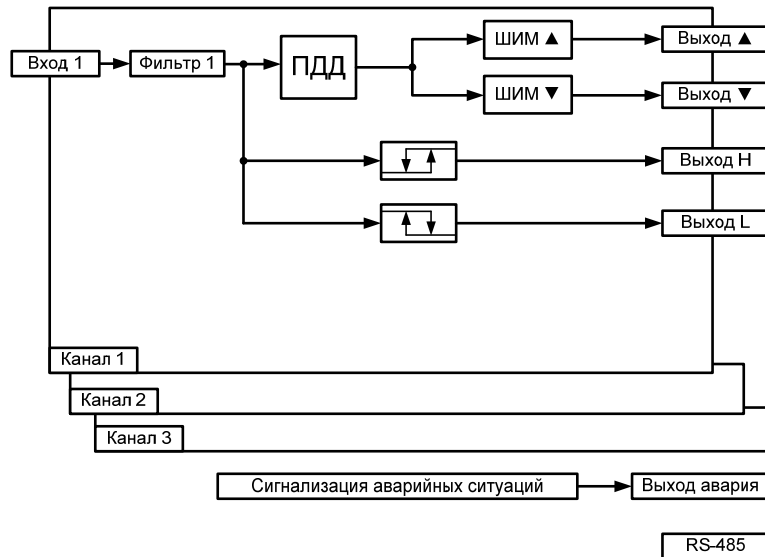 ШИМ ▲
Выход ▲
Вход 1
Фильтр 1
ПДД
ШИМ ▼
Выход ▼
Выход H
Выход L
Канал 1
Канал 2
Канал 3
Сигнализация аварийных ситуаций
Выход авария
RS-485